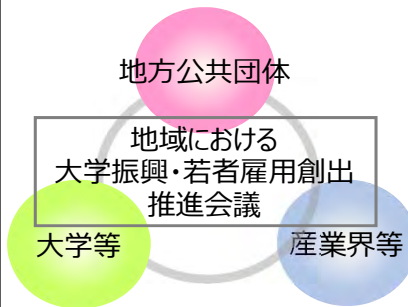 地方公共団体
地域における
大学振興・若者雇用創出
推進会議
大学等
産業界等